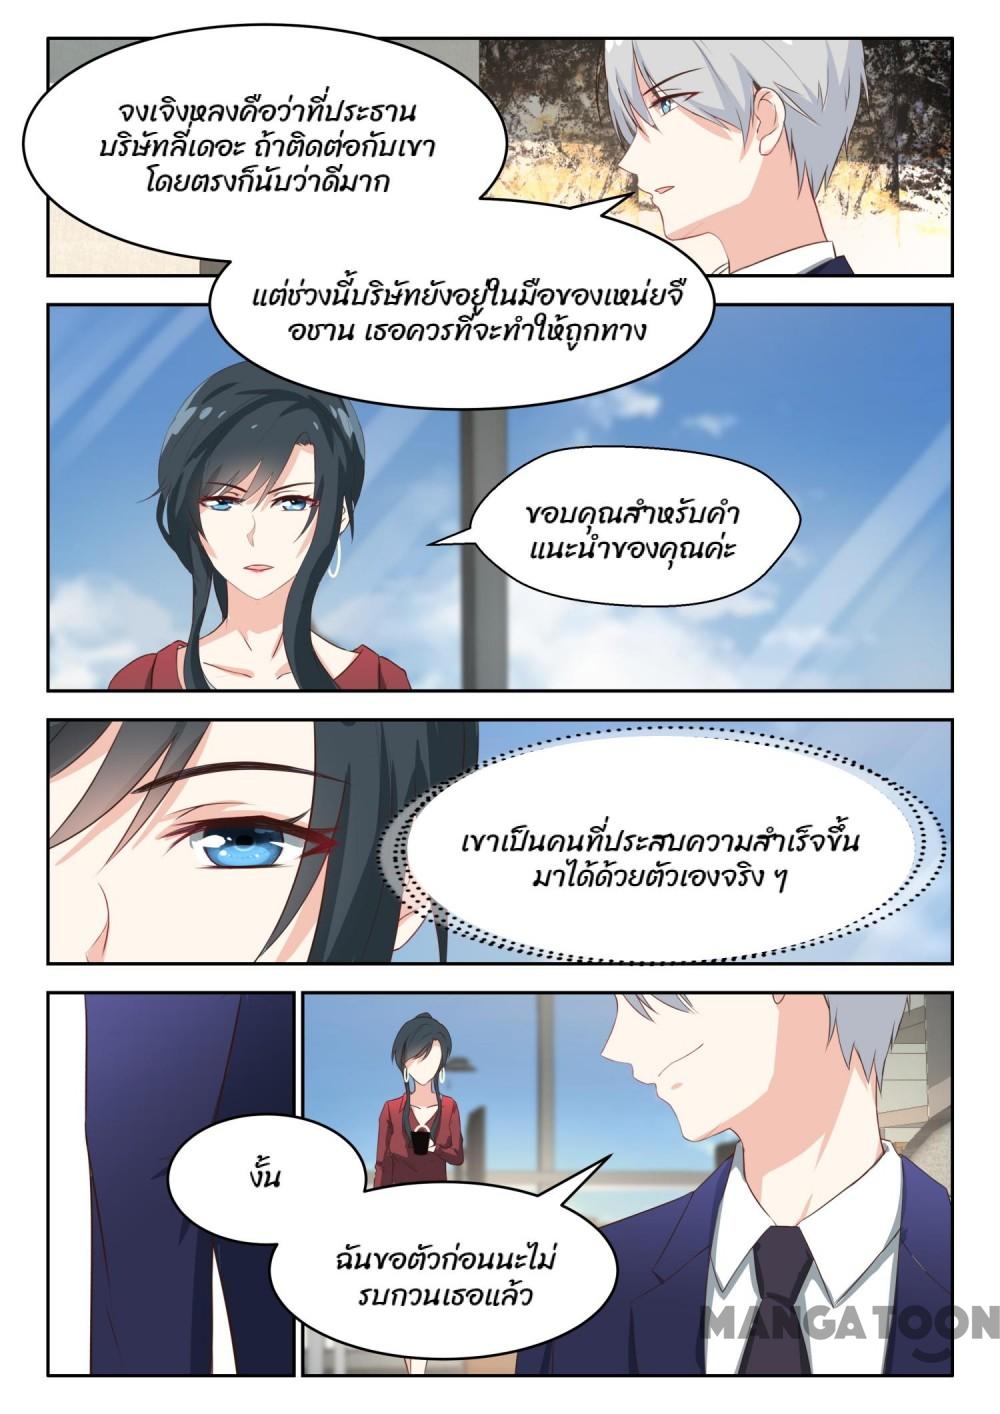 จงเจิงหลงคือว่าที่ประธาน
บริษัทลี่เดอะ ถ้าติดต่อกับเขา
โดยตรงก็นับว่าดีมาก
แต่ช่วงนี้บริษัทยังอยู่ในมือของเหน่ยจื
อชาน เธอควรที่จะทำให้ถูกทาง
ขอบคุณสำหรับคำ
แนะนำของคุณค่ะ
เขาเป็นคนที่ประสบความสำเร็จขึ้น
มาได้ด้วยตัวเองจริง ๆ
งั้น
ฉันขอตัวก่อนนะไม่
รบกวนเธอแล้ว
MANGATOON